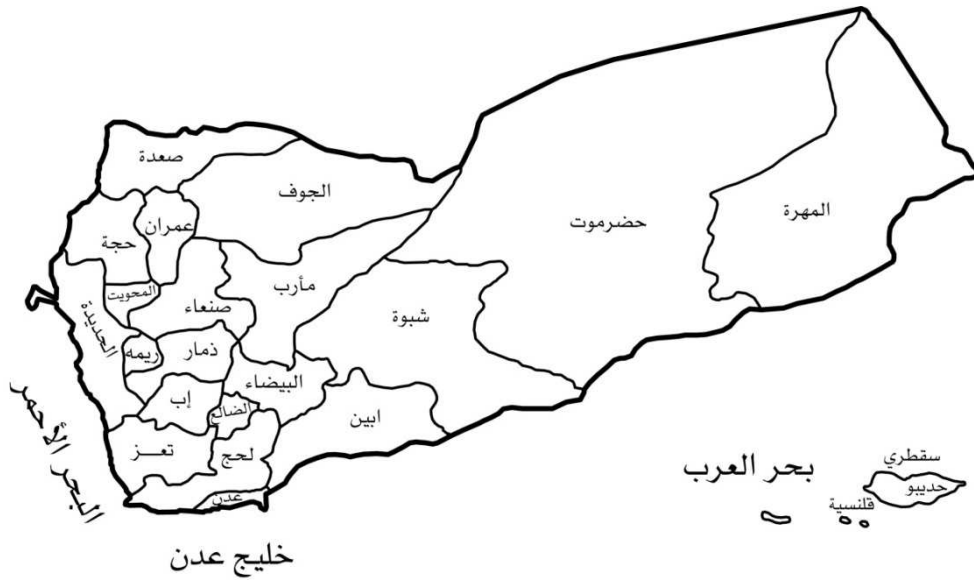 صعدة
الجوف
المهرة
حضرموت
عمران
حجة
مأرب
المحويت
صنعاء
شبوة
الحديدة
ريمه
ذمار
البيضاء
إب
الضالع
ابين
تعـــز
لحج
عدن
البحر الأحمر
خليج عدن
بحر العرب
سقطري
حديبو
قلنسية